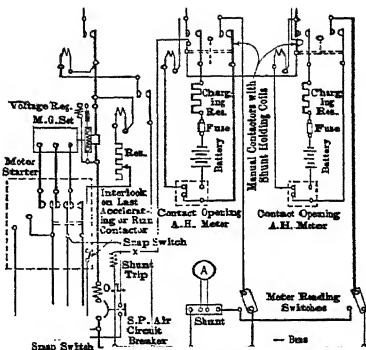 Voltage Reg.
M.G. Set
Motor
Starter
Res.
Interlock
on Last
Accelerat-
ing or Run
Contactor
Snap Switch
Shunt
Trip
O.L.
S.P. Air
Circuit
Breaker
Snap Switch
Charg-
ing
Res.
Fuse
Battery
Contact Opening
A.H. Meter
Manual Contactors with
Shunt Holding Coils
Charg-
ing
Res.
Fuse
Battery
Contact Opening
A.H. Meter
A
Shunt
Meter Reading
Switches
— Bus